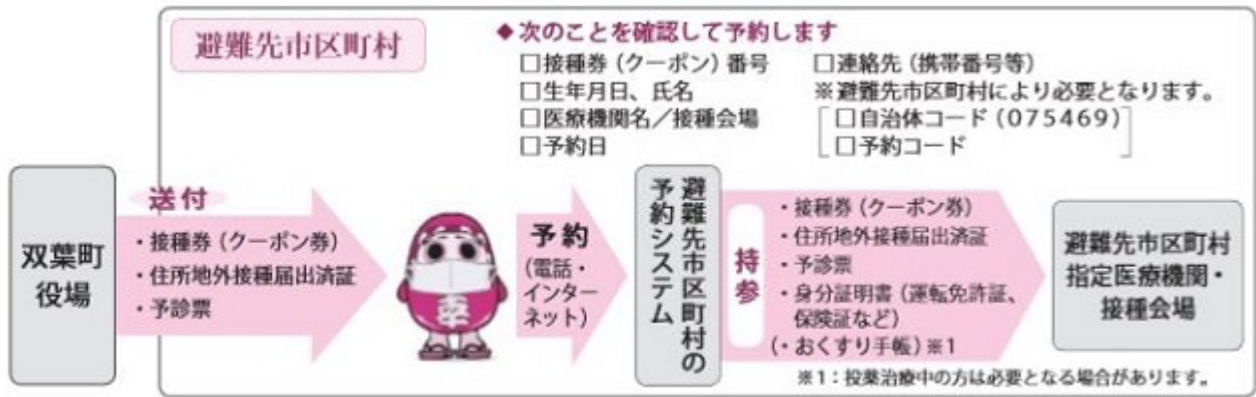 避難先市区町村
◆次のことを確認して予約します
□接種券（クーポン）番号
□生年月日、氏名
□医療機関名／接種会場
□予約日
□連絡先（携帯番号等）
※避難先市区町村により必要となります。
□自治体コード（075469）
□予約コード
双葉町
役場
送付
・接種券（クーポン券）
・住所地外接種届出済証
・予診票
予約
（電話・
インター
ネット）
避難先市区町村の
予約システム
持参
・接種券（クーポン券）
・住所地外接種届出済証
・予診票
・身分証明書（運転免許証、
保険証など）
（・おくすり手帳）※1
避難先市区町村
指定医療機関・
接種会場
※1：投薬治療中の方は必要となる場合があります。